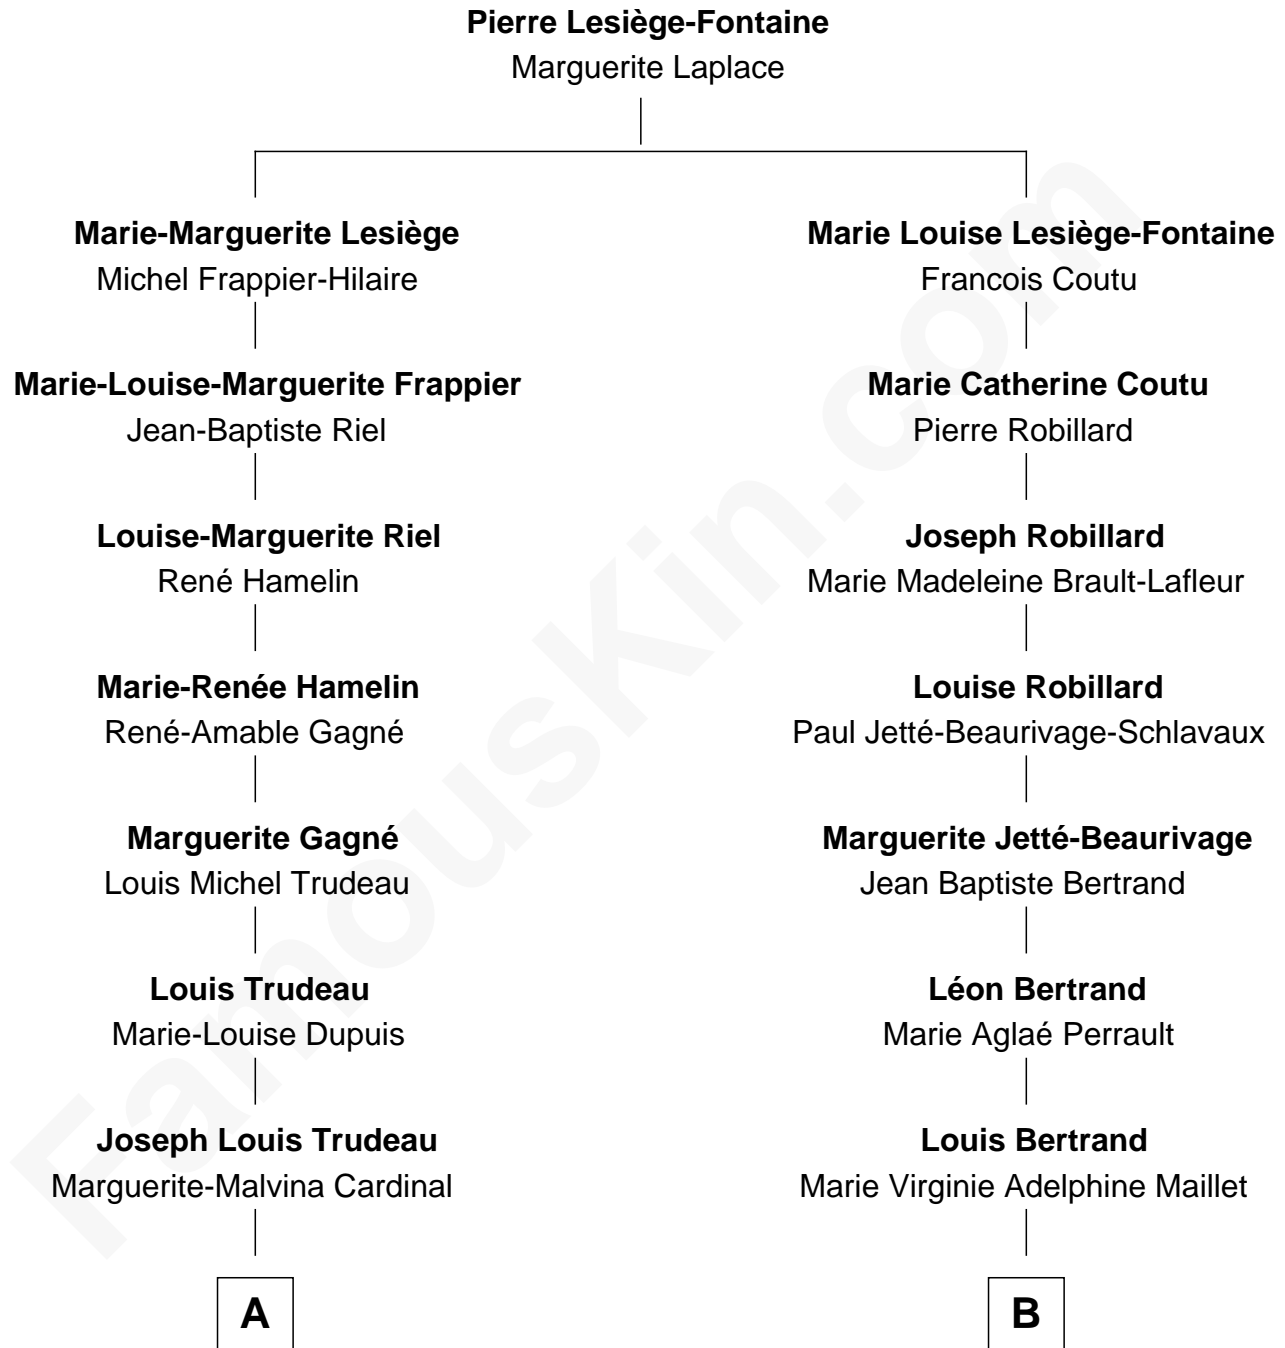 Pierre Lesiège-Fontaine
Marguerite Laplace
Marie-Marguerite Lesiège
Michel Frappier-Hilaire
Marie-Louise-Marguerite Frappier
Jean-Baptiste Riel
Louise-Marguerite Riel
René Hamelin
Marie-Renée Hamelin
René-Amable Gagné
Marguerite Gagné
Louis Michel Trudeau
Louis Trudeau
Marie-Louise Dupuis
Joseph Louis Trudeau
Marguerite-Malvina Cardinal
A
Marie Louise Lesiège-Fontaine
Francois Coutu
Marie Catherine Coutu
Pierre Robillard
Joseph Robillard
Marie Madeleine Brault-Lafleur
Louise Robillard
Paul Jetté-Beaurivage-Schlavaux
Marguerite Jetté-Beaurivage
Jean Baptiste Bertrand
Léon Bertrand
Marie Aglaé Perrault
Louis Bertrand
Marie Virginie Adelphine Maillet
B
FamousKin.com